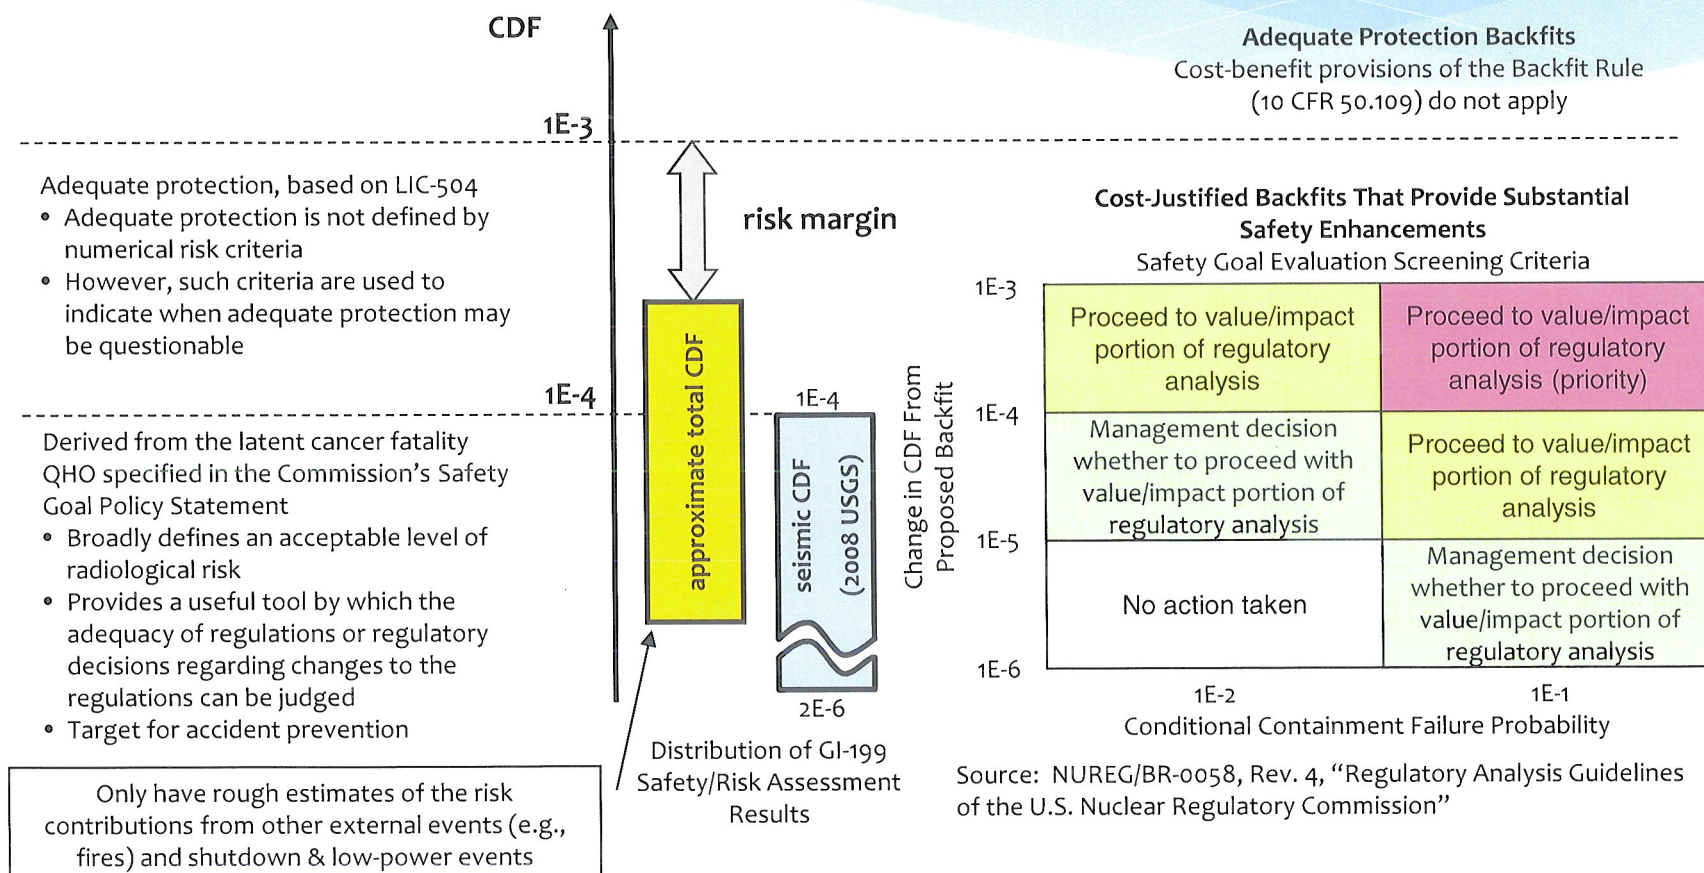 CDF
Adequate Protection Backfits
Cost-benefit provisions of the Backfit Rule
(10 CFR 50.109) do not apply
1E-3
Adequate protection, based on LIC-504
• Adequate protection is not defined by
numerical risk criteria
• However, such criteria are used to
indicate when adequate protection may
be questionable
risk margin
1E-4
Derived from the latent cancer fatality
QHO specified in the Commission's Safety
Goal Policy Statement
• Broadly defines an acceptable level of
radiological risk
• Provides a useful tool by which the
adequacy of regulations or regulatory
decisions regarding changes to the
regulations can be judged
• Target for accident prevention
Only have rough estimates of the risk
contributions from other external events (e.g.,
fires) and shutdown & low-power events
approximate total CDF
1E-4
seismic CDF
(2008 USGS)
2E-6
Distribution of GI-199
Safety/Risk Assessment
Results
Cost-Justified Backfits That Provide Substantial
Safety Enhancements
Safety Goal Evaluation Screening Criteria
Change in CDF From
Proposed Backfit
1E-3
1E-4
1E-5
1E-6
Proceed to value/impact
portion of regulatory
analysis
Proceed to value/impact
portion of regulatory
analysis (priority)
Management decision
whether to proceed with
value/impact portion of
regulatory analysis
Proceed to value/impact
portion of regulatory
analysis
No action taken
Management decision
whether to proceed with
value/impact portion of
regulatory analysis
1E-2
1E-1
Conditional Containment Failure Probability
Source: NUREG/BR-0058, Rev. 4, "Regulatory Analysis Guidelines
of the U.S. Nuclear Regulatory Commission"